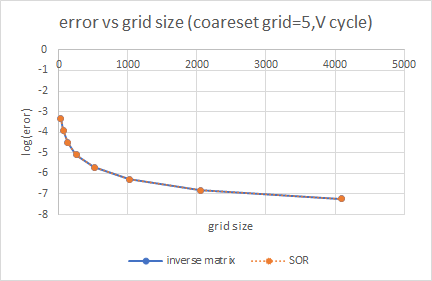 error vs grid size (coareset grid=5,V cycle)
0
0 1000 2000 3000 4000 5000
-1
-2
-3
-4
-5
-6
-7
-8
log(eror)
grid size
inverse matrix SOR